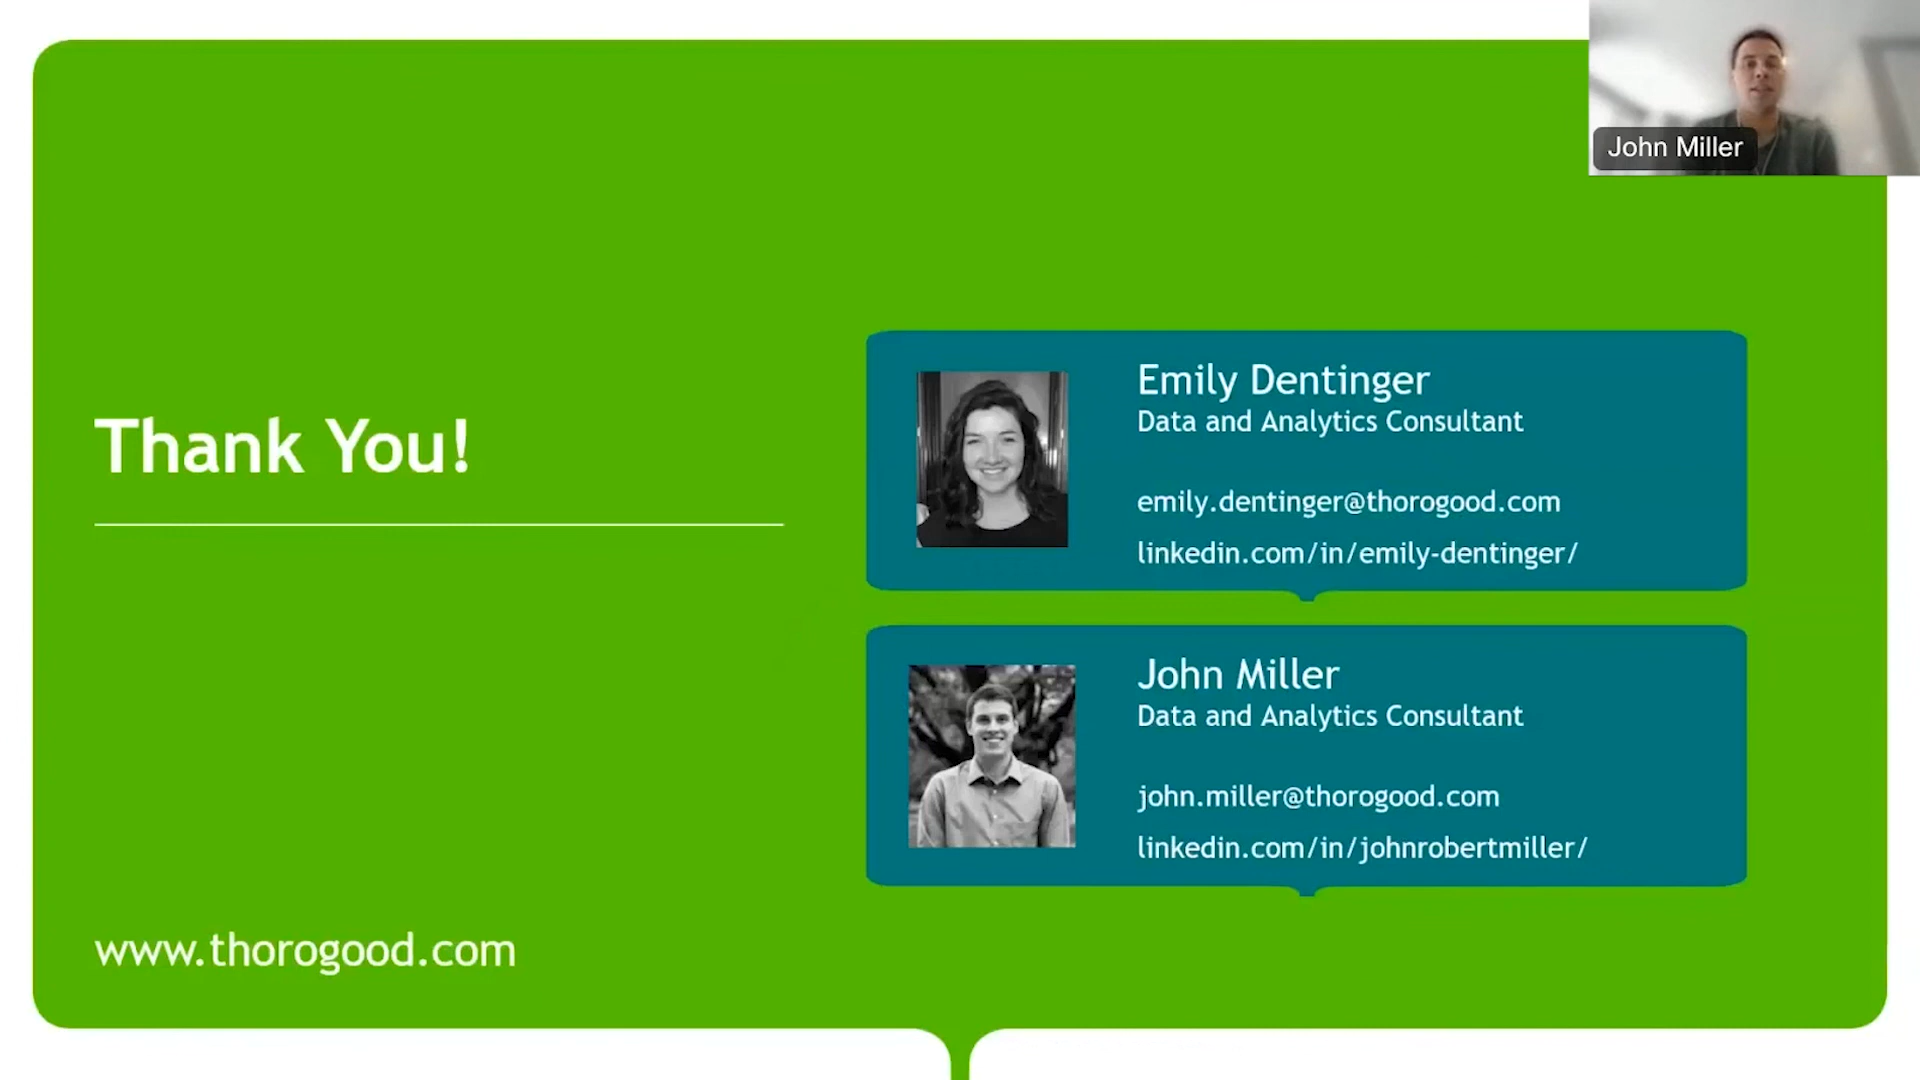 John Miller
Thank You!
Emily Dentinger
Data and Analytics Consultant
emily.dentinger@thorogood.com
linkedin.com/in/emily-dentinger/
John Miller
Data and Analytics Consultant
john.miller@thorogood.com
linkedin.com/in/johnrobertmiller/
www.thorogood.com